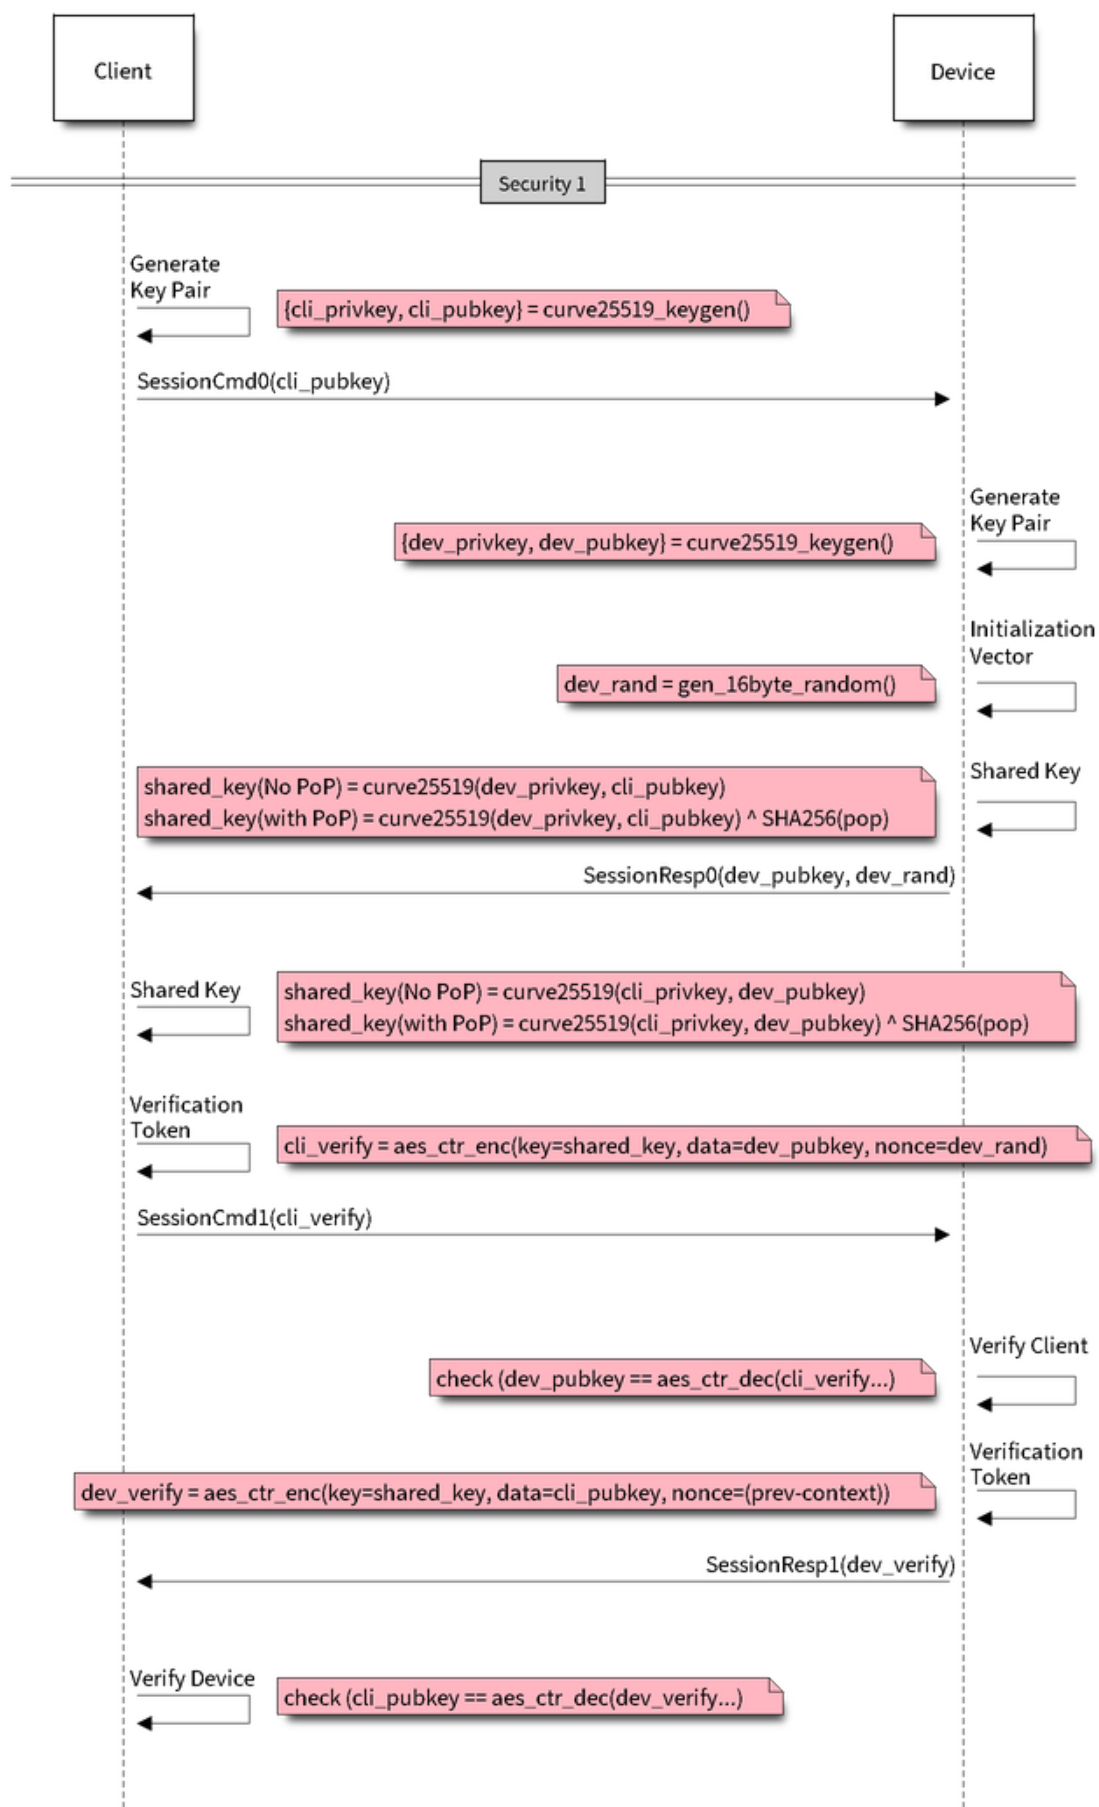 Client
Device
Security 1
Generate
Key Pair
{cli_privkey, cli_pubkey} = curve25519_keygen()
SessionCmd0(cli_pubkey)
Generate
Key Pair
{dev_privkey, dev_pubkey} = curve25519_keygen()
Initialization
Vector
dev_rand = gen_16byte_random()
Shared Key
shared_key(No PoP) = curve25519(dev_privkey, cli_pubkey)
shared_key(with PoP) = curve25519(dev_privkey, cli_pubkey) ^ SHA256(pop)
SessionResp0(dev_pubkey, dev_rand)
Shared Key
shared_key(No PoP) = curve25519(cli_privkey, dev_pubkey)
shared_key(with PoP) = curve25519(cli_privkey, dev_pubkey) ^ SHA256(pop)
Verification
Token
cli_verify = aes_ctr_enc(key=shared_key, data=dev_pubkey, nonce=dev_rand)
SessionCmd1(cli_verify)
Verify Client
check (dev_pubkey == aes_ctr_dec(cli_verify...)
Verification
Token
dev_verify = aes_ctr_enc(key=shared_key, data=cli_pubkey, nonce=(prev-context))
SessionResp1(dev_verify)
Verify Device
check (cli_pubkey == aes_ctr_dec(dev_verify...)